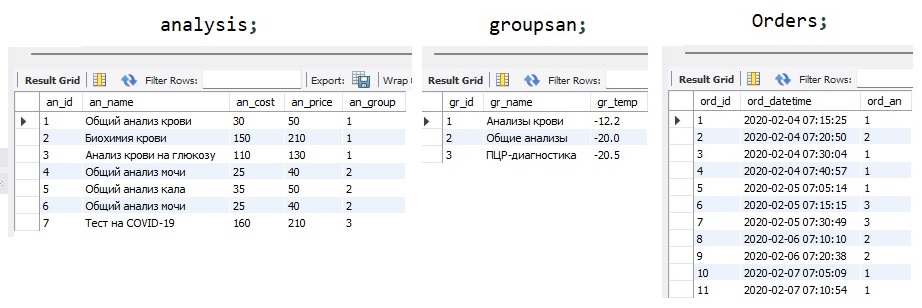 analysis;
groupsan;
Orders;
Result Grid Filter Rows: Export: Wrap
an_id an_name an_cost an_price an_group
1 Общий анализ крови 30 50 1
2 Биохимия крови 150 210 1
3 Анализ крови на глюкозу 110 130 1
4 Общий анализ мочи 25 40 2
5 Общий анализ кала 35 50 2
6 Общий анализ мочи 25 40 2
7 Тест на COVID-19 160 210 3
Result Grid Filter Rows:
gr_id gr_name gr_temp
1 Анализы крови -12.2
2 Общие анализы -20.0
3 ПЦР-диагностика -20.5
Result Grid Filter Rows:
ord_id ord_datetime ord_an
1 2020-02-04 07:15:25 1
2 2020-02-04 07:20:50 2
3 2020-02-04 07:30:04 1
4 2020-02-04 07:40:57 1
5 2020-02-05 07:05:14 1
6 2020-02-05 07:15:15 3
7 2020-02-05 07:30:49 3
8 2020-02-06 07:10:10 2
9 2020-02-06 07:20:38 2
10 2020-02-07 07:05:09 1
11 2020-02-07 07:10:54 1